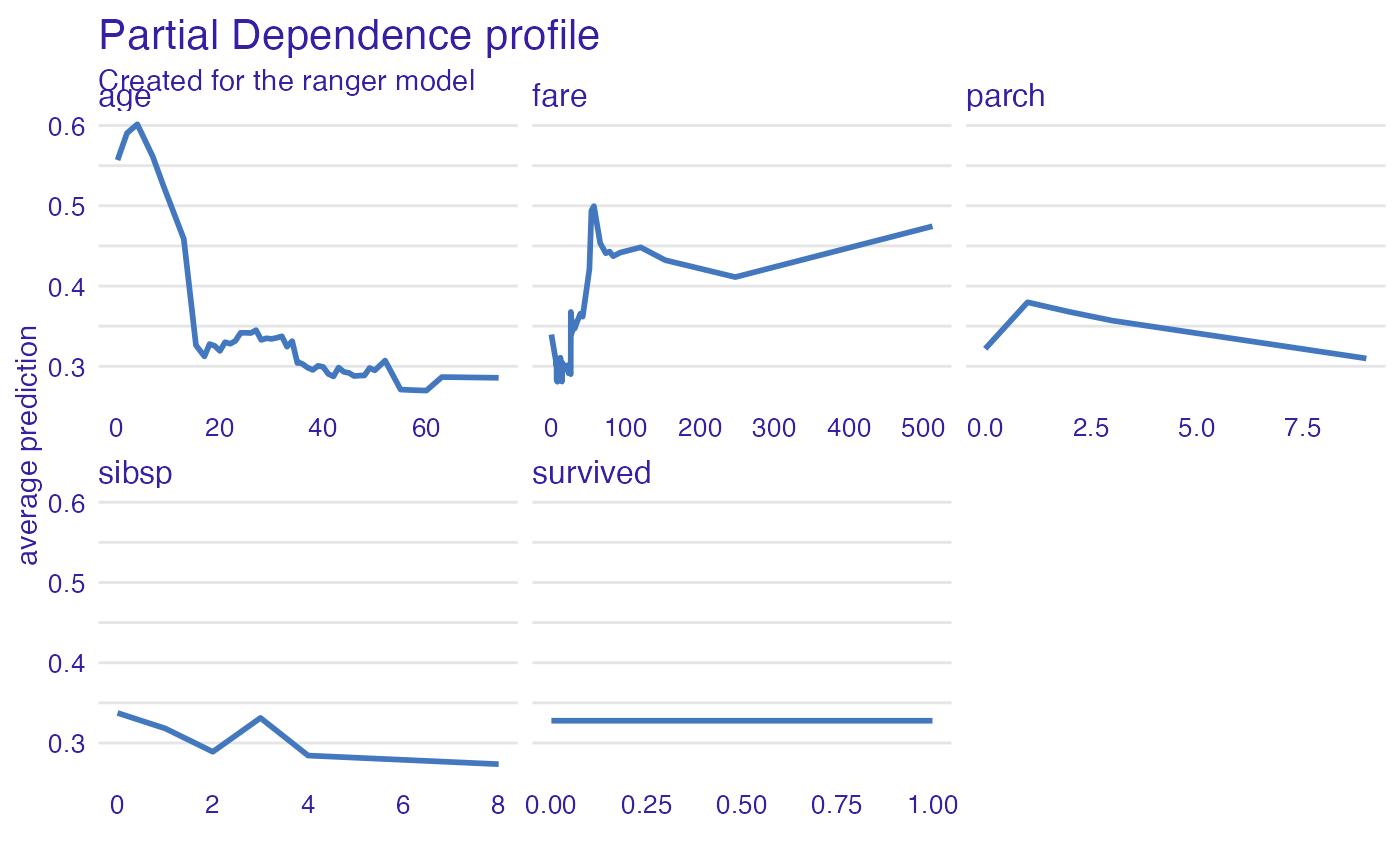 Partial Dependence profile
Created for the ranger model
age
fare
parch
0.6
0.5
0.4
0.3
0 20 40 60
0 100 200 300 400 500
0.0 2.5 5.0 7.5
average prediction
sibsp
survived
0.6
0.5
0.4
0.3
0 2 4 6 8
0.00 0.25 0.50 0.75 1.00